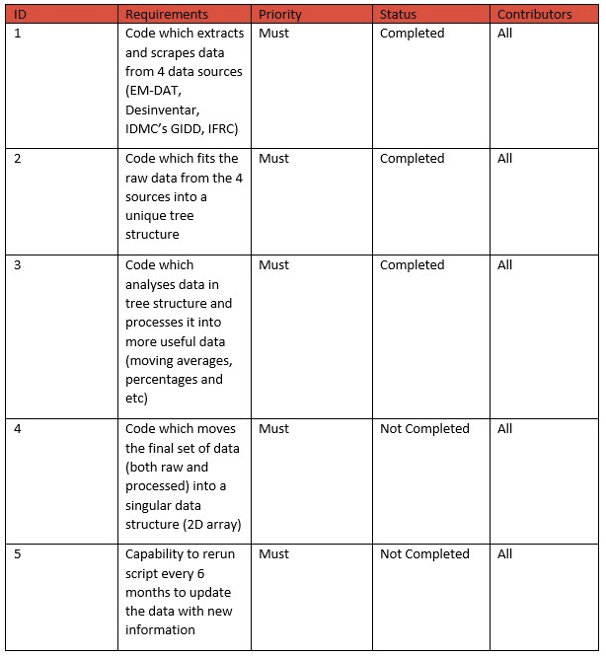 ID Requirements Priority Status Contributors
1 Code which extracts Must Completed All
and scrapes data
from 4 data sources
(EM-DAT,
Desinventar,
IDMC’s GIDD, IFRC)
2 Code which fits the Must Completed All
raw data from the 4
sources into a
unique tree
structure
3 Code which Must Completed All
analyses data in
tree structure and
processes it into
more useful data
(moving averages,
percentages and
etc)
4 Code which moves Must Not Completed All
the final set of data
(both raw and
processed) into a
singular data
structure (2D array)
5 Capability to rerun Must Not Completed All
script every 6
months to update
the data with new
information